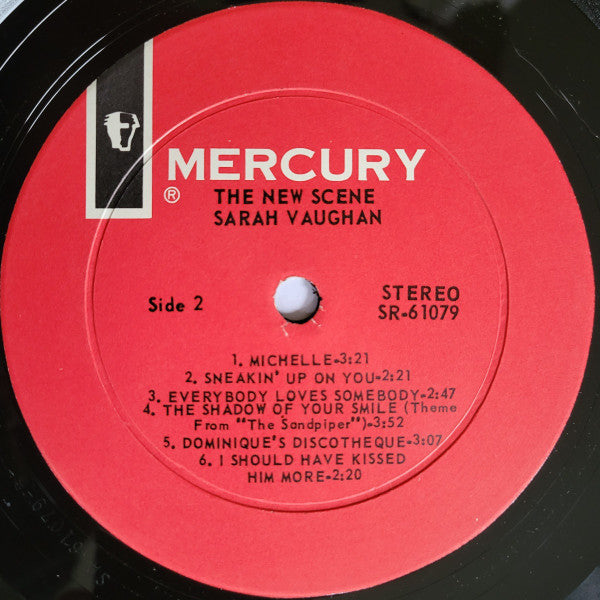 MERCURY
®
THE NEW SCENE
SARAH VAUGHAN
Side 2
STEREO
SR-61079
1. MICHELLE-3:21
2. SNEAKIN' UP ON YOU-2:21
3. EVERYBODY LOVES SOMEBODY-2:47
4. THE SHADOW OF YOUR SMILE (Theme
From "The Sandpiper")-3:52
5. DOMINIQUE'S DISCOTHEQUE-3:07
6. I SHOULD HAVE KISSED
HIM MORE-2:20